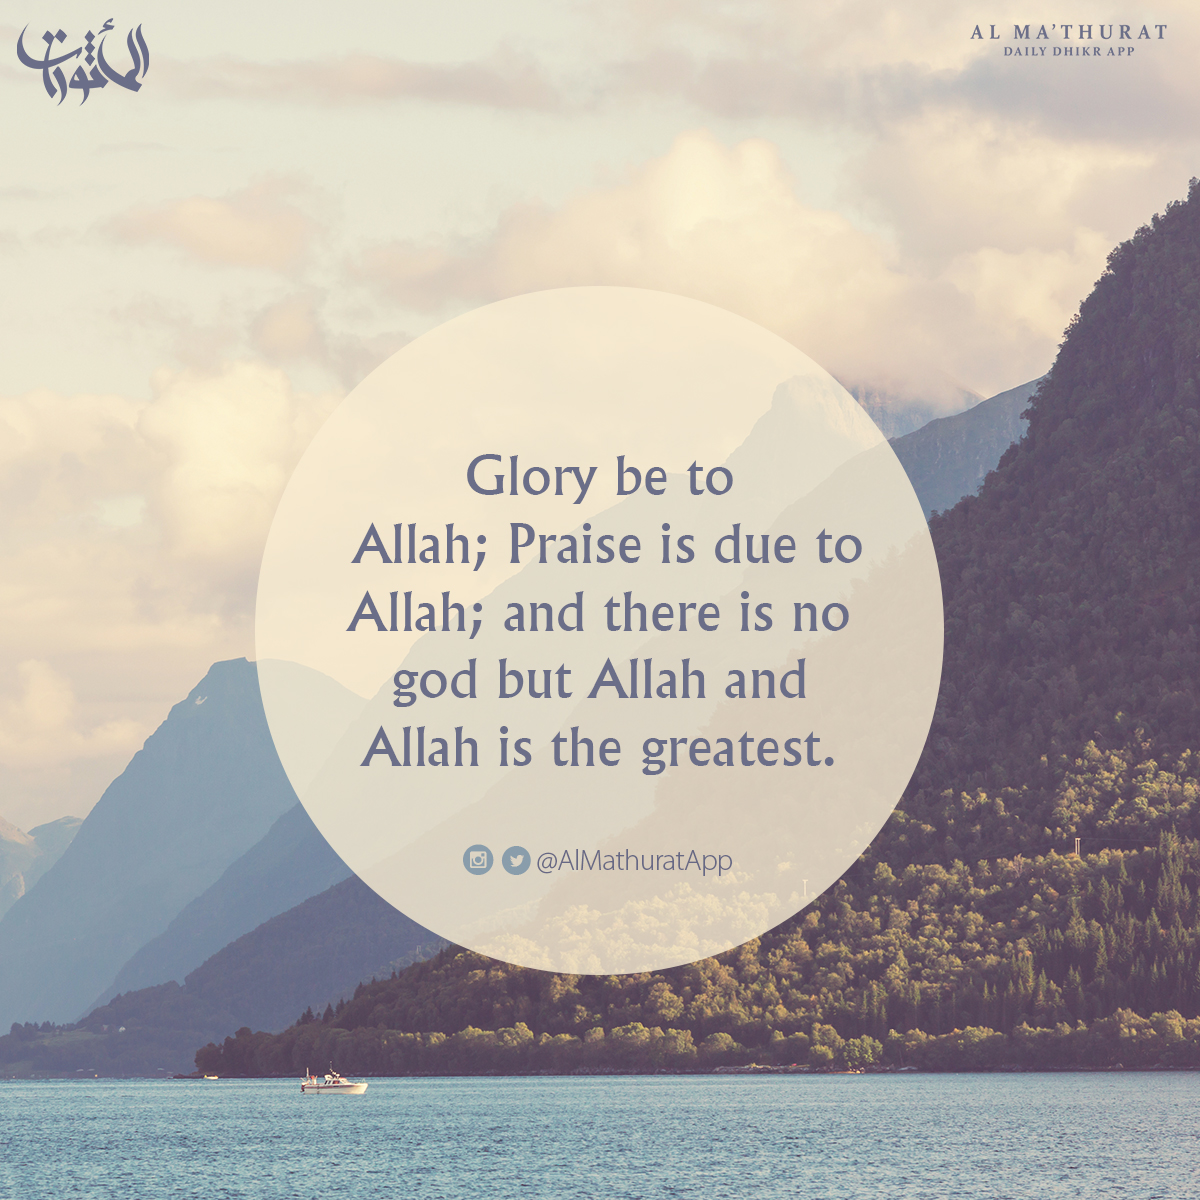 المأثورات
AL MA'THURAT
DAILY DHIKR APP
Glory be to
Allah; Praise is due to
Allah; and there is no
god but Allah and
Allah is the greatest.
@AlMathuratApp